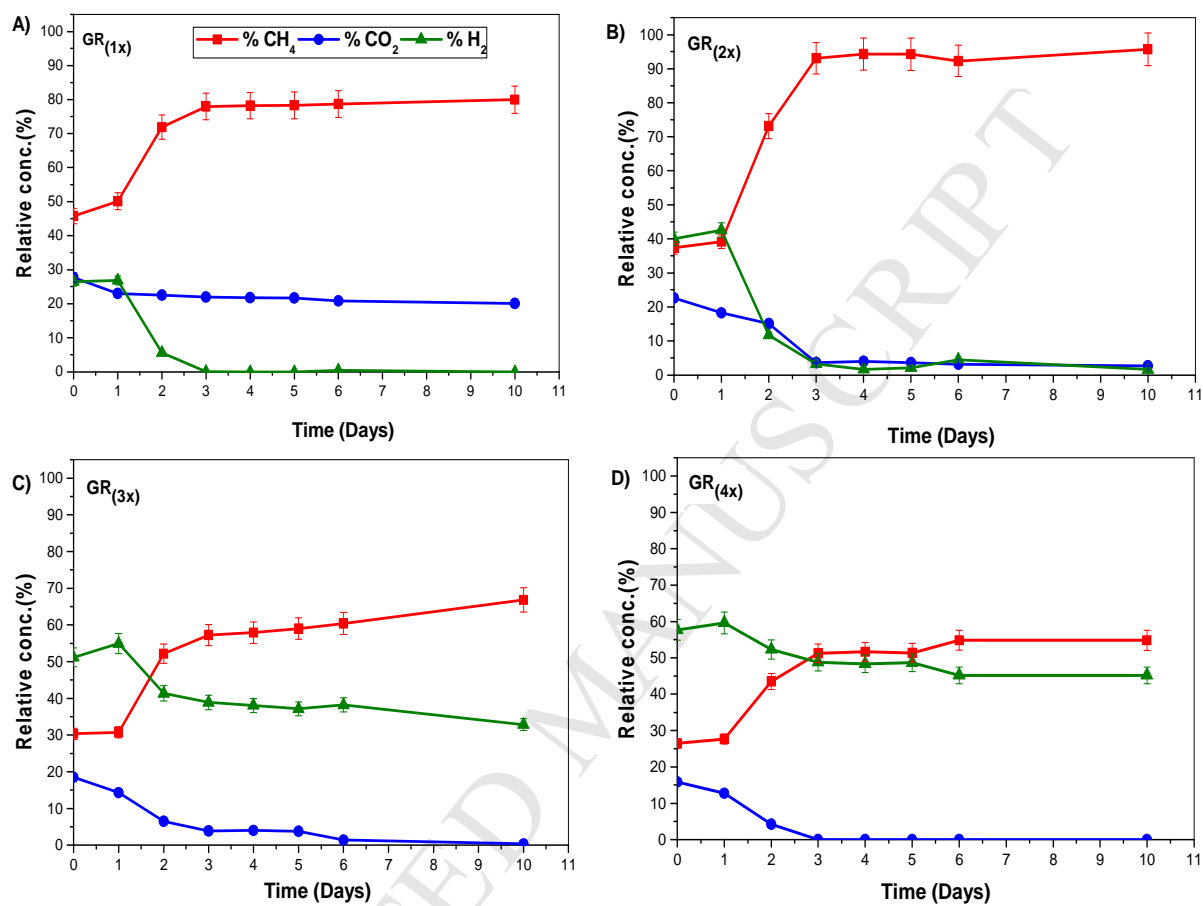 A)
GR(1x)
% CH4 % CO2 % H2
100
90
80
70
60
50
40
30
20
10
0
Relative conc.(%)
0 1 2 3 4 5 6 7 8 9 10 11
Time (Days)
B)
GR(2x)
100
90
80
70
60
50
40
30
20
10
0
Relative conc.(%)
0 1 2 3 4 5 6 7 8 9 10 11
Time (Days)
C)
GR(3x)
100
90
80
70
60
50
40
30
20
10
0
Relative conc.(%)
0 1 2 3 4 5 6 7 8 9 10 11
Time (Days)
D)
GR(4x)
100
90
80
70
60
50
40
30
20
10
0
Relative conc.(%)
0 1 2 3 4 5 6 7 8 9 10 11
Time (Days)
TED MANUSCRIPT